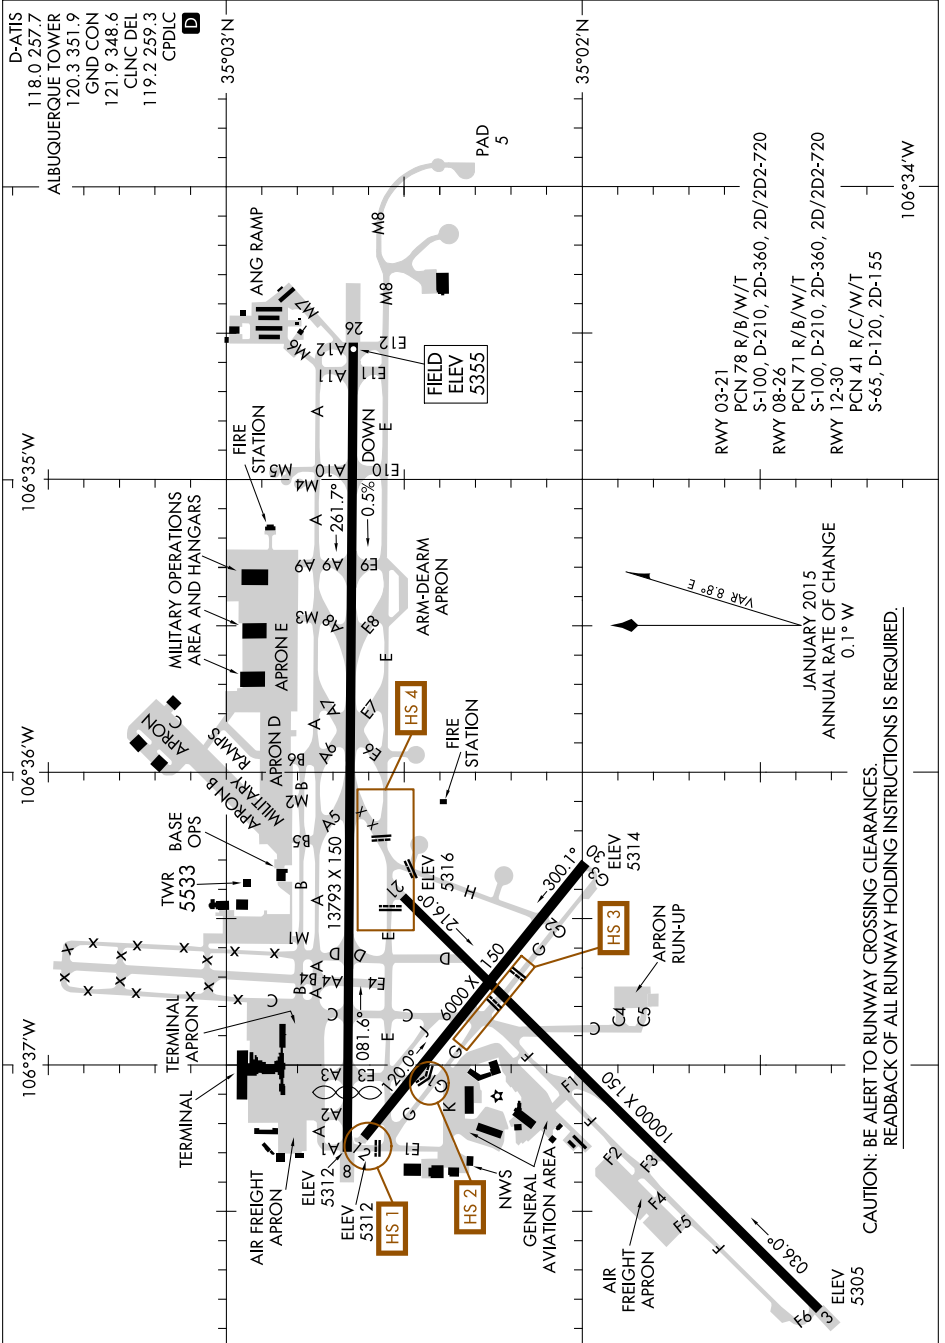 D-ATIS
118.0 257.7
ALBUQUERQUE TOWER
120.3 351.9
GND CON
121.9 348.6
CLNC DEL
119.2 259.3
CPDLC
D
35°03'N
35°02'N
106°34'W
106°35'W
106°36'W
106°37'W
PAD
5
ANG RAMP
M8
M8
M7
M6
26
A12
E12
A11
E11
FIELD
ELEV
5355
A
E
FIRE
STATION
M5
A10
E10
M4
261.7°
0.5% DOWN
A
MILITARY OPERATIONS
AREA AND HANGARS
A9
A9
E9
ARM-DEARM
APRON
M3
A8
E8
APRON E
E
A7
E7
A
HS 4
APRON
C
MILITARY RAMPS
APRON B
APRON D
B6
A6
E6
FIRE
STATION
B
M2
B5
A5
X
X
TWR
5533
BASE
OPS
B
A
13793 X 150
21
ELEV
5316
H
216.0°
300.1°
30
ELEV
5314
G3
G2
G
HS 3
M1
E
D
D
D
X
X
X
X
X
X
X
X
X
X
X
X
X
A
B4
A4
E4
B
A
C
C
C
081.6°
6000 X 150
APRON
RUN-UP
C4
C5
C
TERMINAL
APRON
TERMINAL
E
J
G
A3
E3
120.0°
G1
K
G
A2
A
A1
8
12
E1
ELEV
5312
ELEV
5312
AIR FREIGHT
APRON
HS 1
HS 2
NWS
GENERAL
AVIATION AREA
F
F1
F
F2
F3
F4
F5
F
10000 X 150
AIR
FREIGHT
APRON
036.0°
F6
3
ELEV
5305
RWY 03-21
PCN 78 R/B/W/T
S-100, D-210, 2D-360, 2D/2D2-720
RWY 08-26
PCN 71 R/B/W/T
S-100, D-210, 2D-360, 2D/2D2-720
RWY 12-30
PCN 41 R/C/W/T
S-65, D-120, 2D-155
VAR 8.8° E
JANUARY 2015
ANNUAL RATE OF CHANGE
0.1° W
CAUTION: BE ALERT TO RUNWAY CROSSING CLEARANCES.
READBACK OF ALL RUNWAY HOLDING INSTRUCTIONS IS REQUIRED.